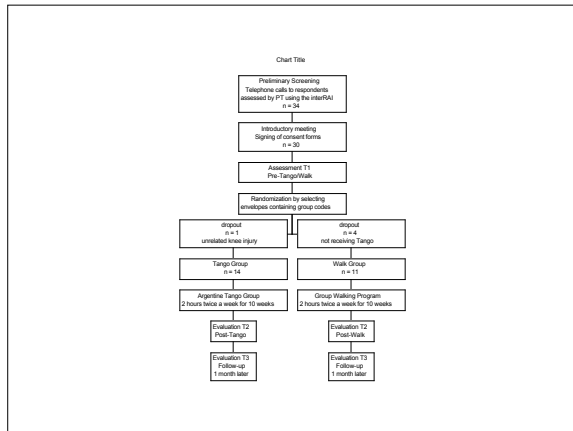 Chart Title
Preliminary Screening
Telephone calls to respondents
assessed by PT using the interRAI
n = 34
Introductory meeting
Signing of consent forms
n = 30
Assessment T1
Pre-Tango/Walk
Randomization by selecting
envelopes containing group codes
dropout
n = 1
unrelated knee injury
dropout
n = 4
not receiving Tango
Tango Group
n = 14
Walk Group
n = 11
Argentine Tango Group
2 hours twice a week for 10 weeks
Group Walking Program
2 hours twice a week for 10 weeks
Evaluation T2
Post-Tango
Evaluation T2
Post-Walk
Evaluation T3
Follow-up
1 month later
Evaluation T3
Follow-up
1 month later